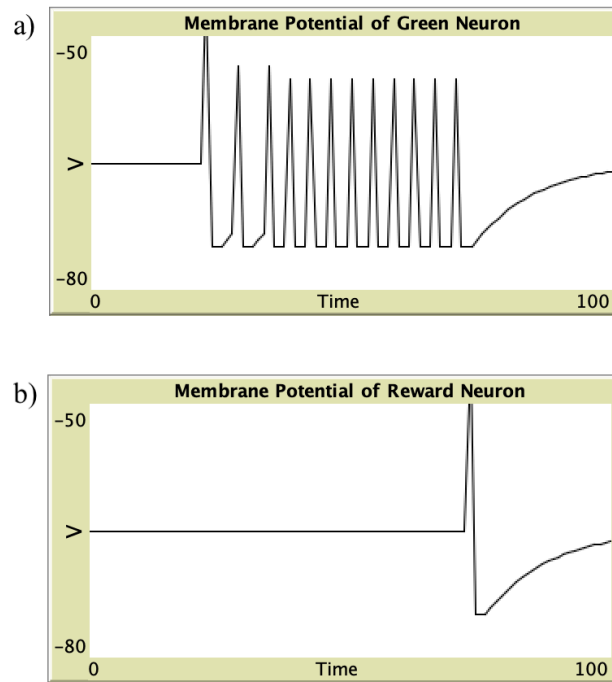 a)
Membrane Potential of Green Neuron
-50
V
-80
0 Time 100
b)
Membrane Potential of Reward Neuron
-50
V
-80
0 Time 100